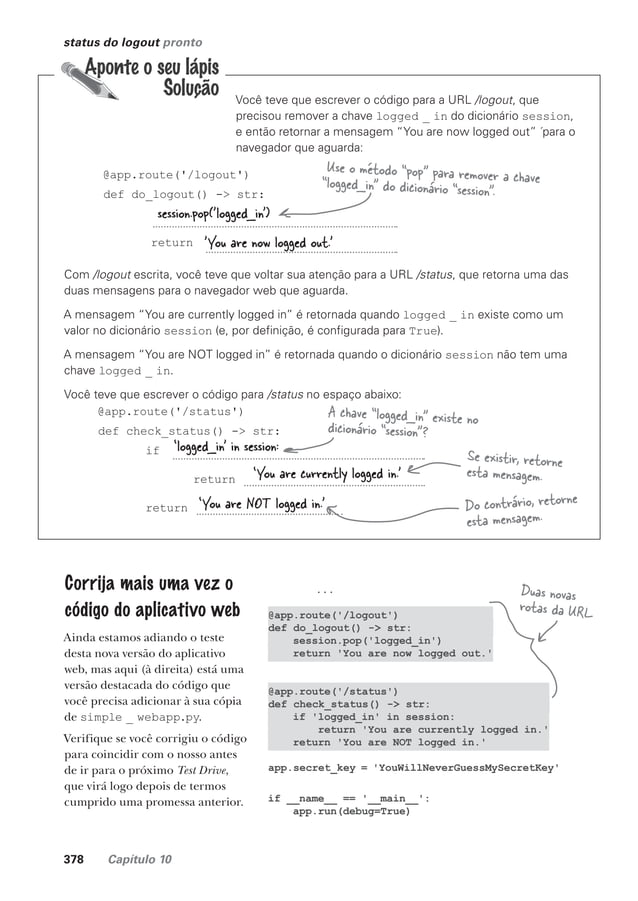 status do logout pronto
Aponte o seu lápis
Solução
Você teve que escrever o código para a URL /logout, que
precisou remover a chave logged _ in do dicionário session,
e então retornar a mensagem “You are now logged out” ´para o
navegador que aguarda:
@app.route('/logout')
def do_logout() -> str:
session.pop('logged_in')
return 'You are now logged out.'
Use o método “pop” para remover a chave
“logged_in” do dicionário “session”.
Com /logout escrita, você teve que voltar sua atenção para a URL /status, que retorna uma das
duas mensagens para o navegador web que aguarda.
A mensagem “You are currently logged in” é retornada quando logged _ in existe como um
valor no dicionário session (e, por definição, é configurada para True).
A mensagem “You are NOT logged in” é retornada quando o dicionário session não tem uma
chave logged _ in.
Você teve que escrever o código para /status no espaço abaixo:
@app.route('/status')
def check_status() -> str:
if 'logged_in' in session:
return 'You are currently logged in.'
return 'You are NOT logged in.'
A chave “logged_in” existe no
dicionário “session”?
Se existir, retorne
esta mensagem.
Do contrário, retorne
esta mensagem.
Corrija mais uma vez o
código do aplicativo web
Ainda estamos adiando o teste
desta nova versão do aplicativo
web, mas aqui (à direita) está uma
versão destacada do código que
você precisa adicionar à sua cópia
de simple _ webapp.py.
Verifique se você corrigiu o código
para coincidir com o nosso antes
de ir para o próximo Test Drive,
que virá logo depois de termos
cumprido uma promessa anterior.
...
@app.route('/logout')
def do_logout() -> str:
    session.pop('logged_in')
    return 'You are now logged out.'
@app.route('/status')
def check_status() -> str:
    if 'logged_in' in session:
        return 'You are currently logged in.'
    return 'You are NOT logged in.'
app.secret_key = 'YouWillNeverGuessMySecretKey'
if __name__ == '__main__':
    app.run(debug=True)
Duas novas
rotas da URL
378 Capítulo 10